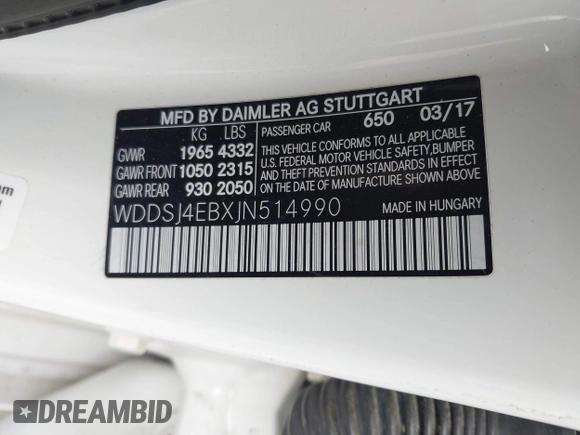 MFD BY DAIMLER AG STUTTGART
KG LBS
GVWR 1965 4332
GAWR FRONT 1050 2315
GAWR REAR 930 2050
PASSENGER CAR 650 03/17
THIS VEHICLE CONFORMS TO ALL APPLICABLE
U.S. FEDERAL MOTOR VEHICLE SAFETY, BUMPER
AND THEFT PREVENTION STANDARDS IN EFFECT
ON THE DATE OF MANUFACTURE SHOWN ABOVE
WDDSJ4EBXJN514990 MADE IN HUNGARY
DREAMBID